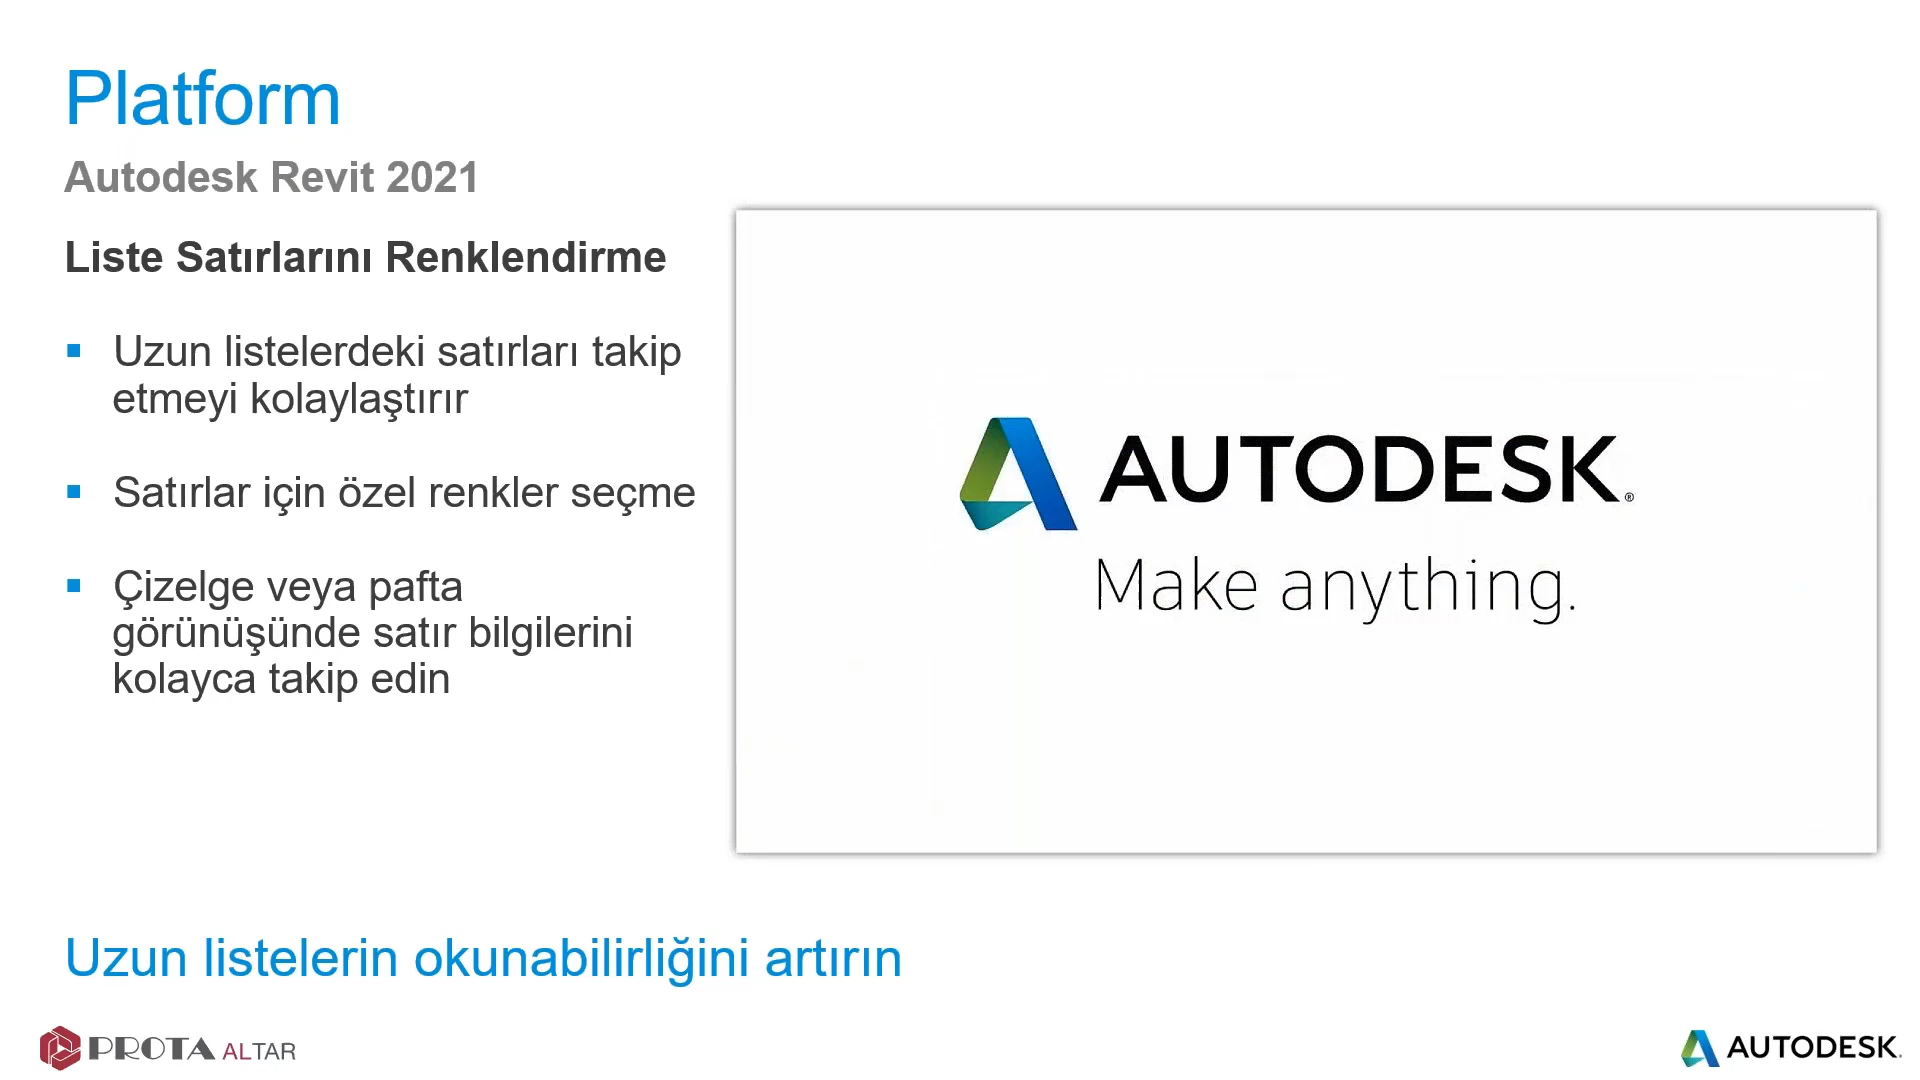 Platform
Autodesk Revit 2021
Liste Satırlarını Renklendirme
▪ Uzun listelerdeki satırları takip
etmeyi kolaylaştırır
▪ Satırlar için özel renkler seçme
▪ Çizelge veya pafta
görünüşünde satır bilgilerini
kolayca takip edin
AUTODESK®
Make anything.
Uzun listelerin okunabilirliğini artırın
PROTA ALTAR
AUTODESK.